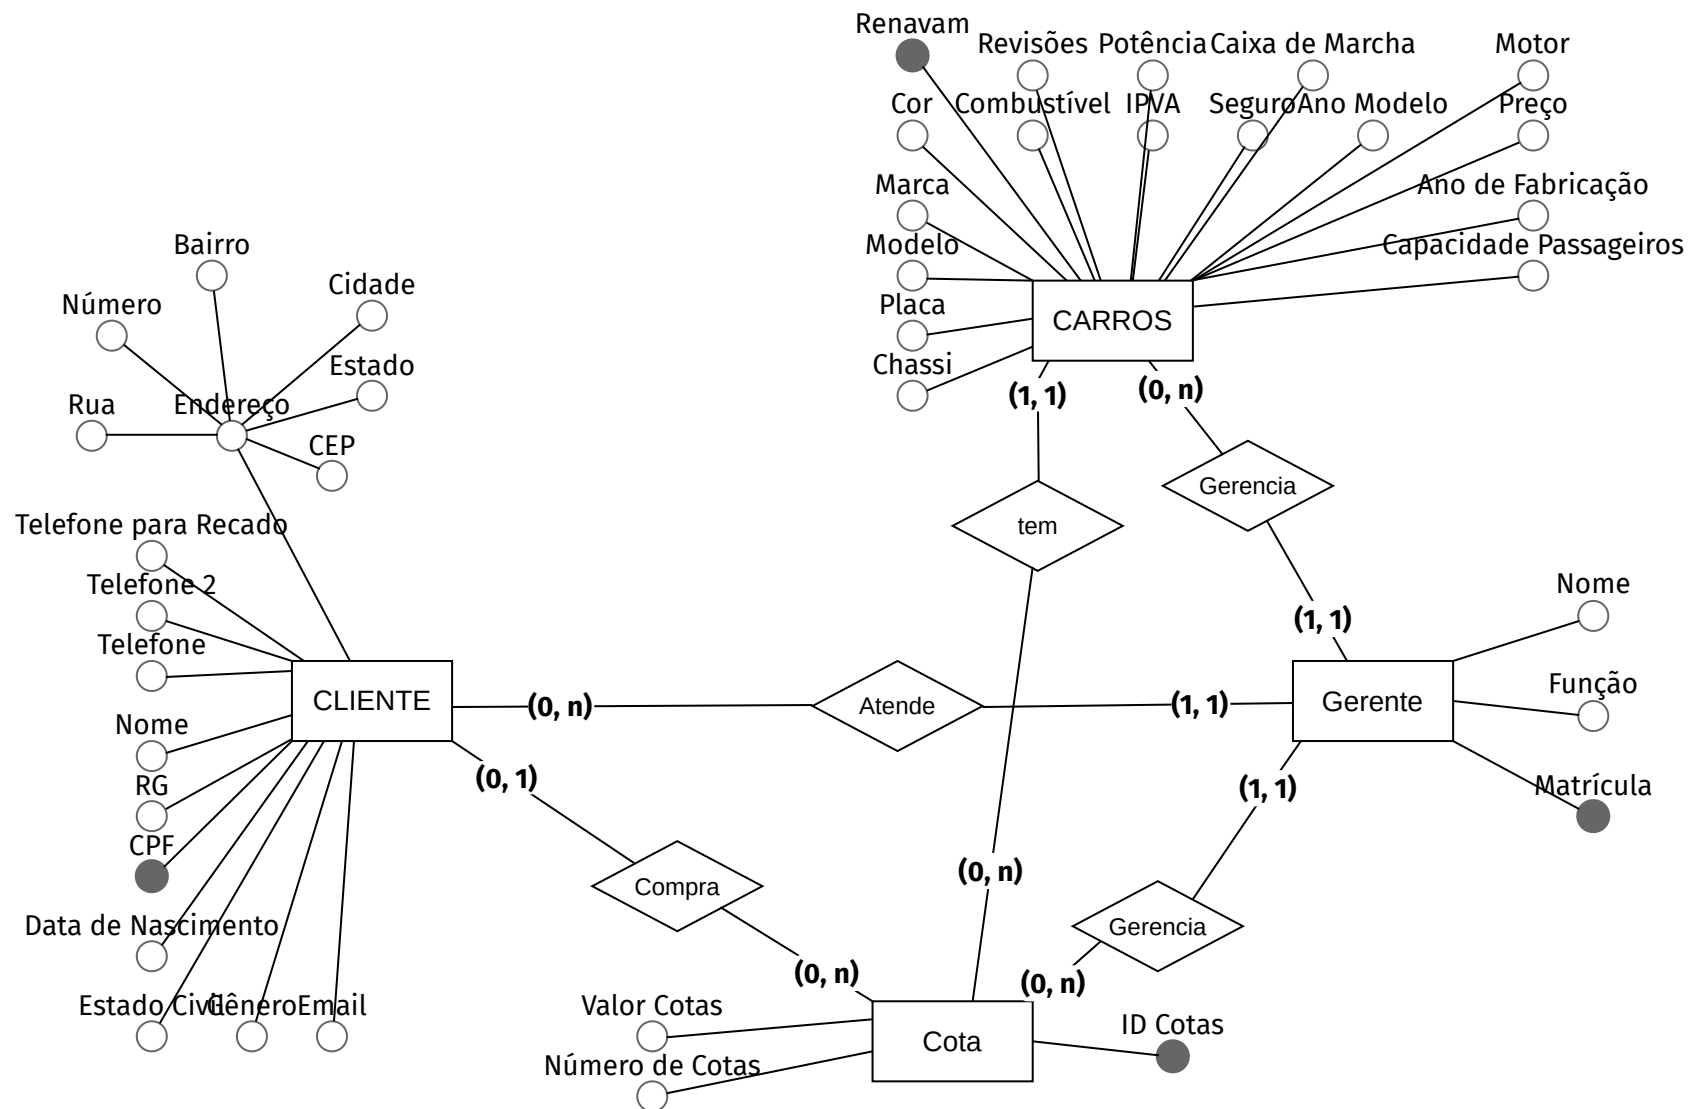 Renavam
Revisões
Potência
Caixa de Marcha
Motor
Cor
Combustível
IPVA
Seguro
Ano Modelo
Preço
Marca
Ano de Fabricação
Modelo
Capacidade Passageiros
Placa
CARROS
Chassi
(1, 1)
(0, n)
Bairro
Cidade
Número
Estado
Rua
Endereço
CEP
Gerencia
tem
Telefone para Recado
Telefone 2
Telefone
Nome
(1, 1)
CLIENTE
(0, n)
Atende
(1, 1)
Gerente
Função
Nome
RG
CPF
(0, 1)
(1, 1)
Matrícula
Compra
(0, n)
Gerencia
Data de Nascimento
(0, n)
(0, n)
Estado Civil
Gênero
Email
Valor Cotas
Número de Cotas
Cota
ID Cotas